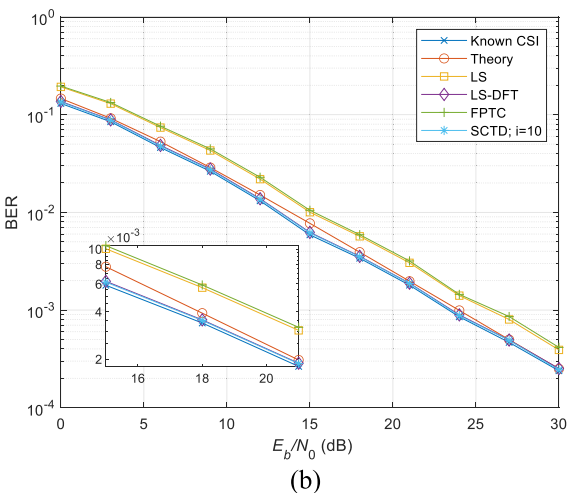 10^0
10^-1
10^-2
10^-3
10^-4
BER
Known CSI
Theory
LS
LS-DFT
FPTC
SCTD; i=10
×10^-3
10
8
6
4
2
16 18 20
0 5 10 15 20 25 30
E_b/N_0 (dB)
(b)